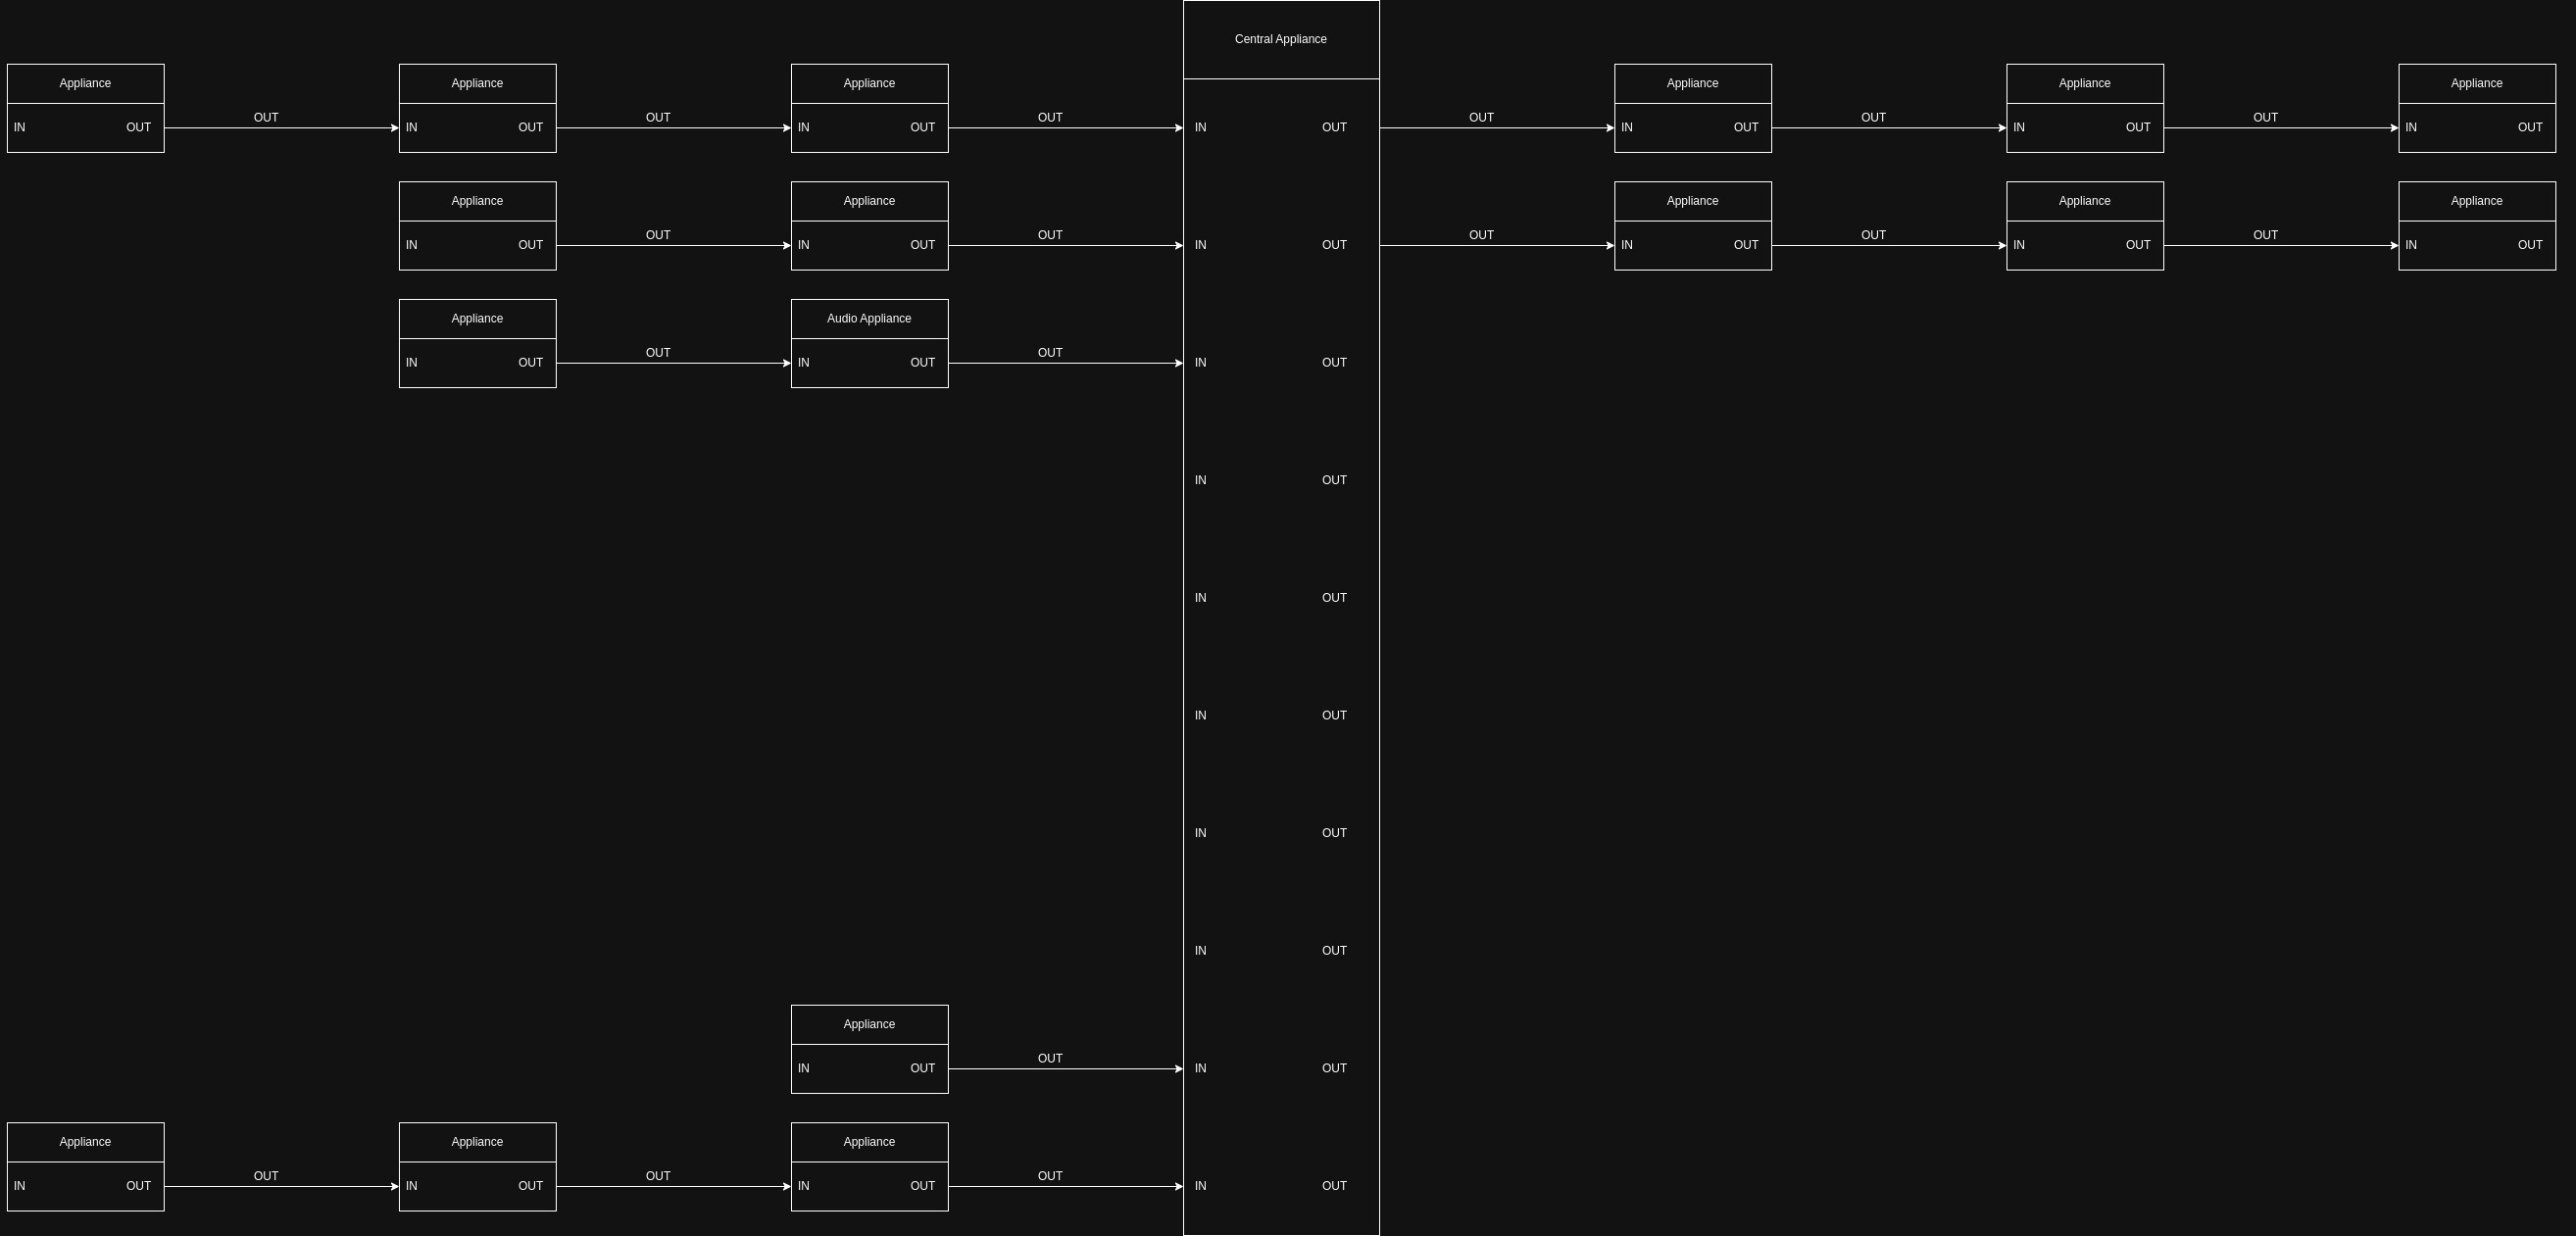 Central Appliance
Appliance Appliance Appliance Appliance Appliance Appliance
OUT OUT OUT OUT OUT OUT
IN OUT IN OUT IN OUT IN OUT IN OUT IN OUT IN OUT
Appliance Appliance Appliance Appliance Appliance
OUT OUT OUT OUT OUT
IN OUT IN OUT IN OUT IN OUT IN OUT IN OUT
Appliance Audio Appliance
OUT OUT
IN OUT IN OUT IN OUT
IN OUT
IN OUT
IN OUT
IN OUT
IN OUT
Appliance
OUT
IN OUT IN OUT
Appliance Appliance Appliance
OUT OUT OUT
IN OUT IN OUT IN OUT IN OUT